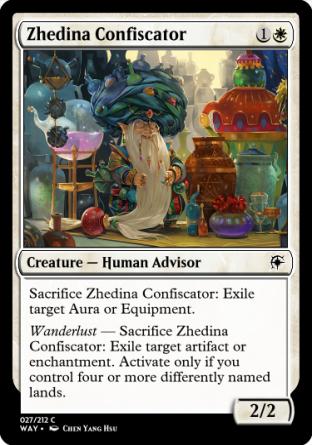 Zhedina Confiscator 1
Creature — Human Advisor
Sacrifice Zhedina Confiscator: Exile
target Aura or Equipment.
Wanderlust — Sacrifice Zhedina
Confiscator: Exile target artifact or
enchantment. Activate only if you
control four or more differently named
lands.
2/2
027/212 C
WAY • Chen Yang Hsu